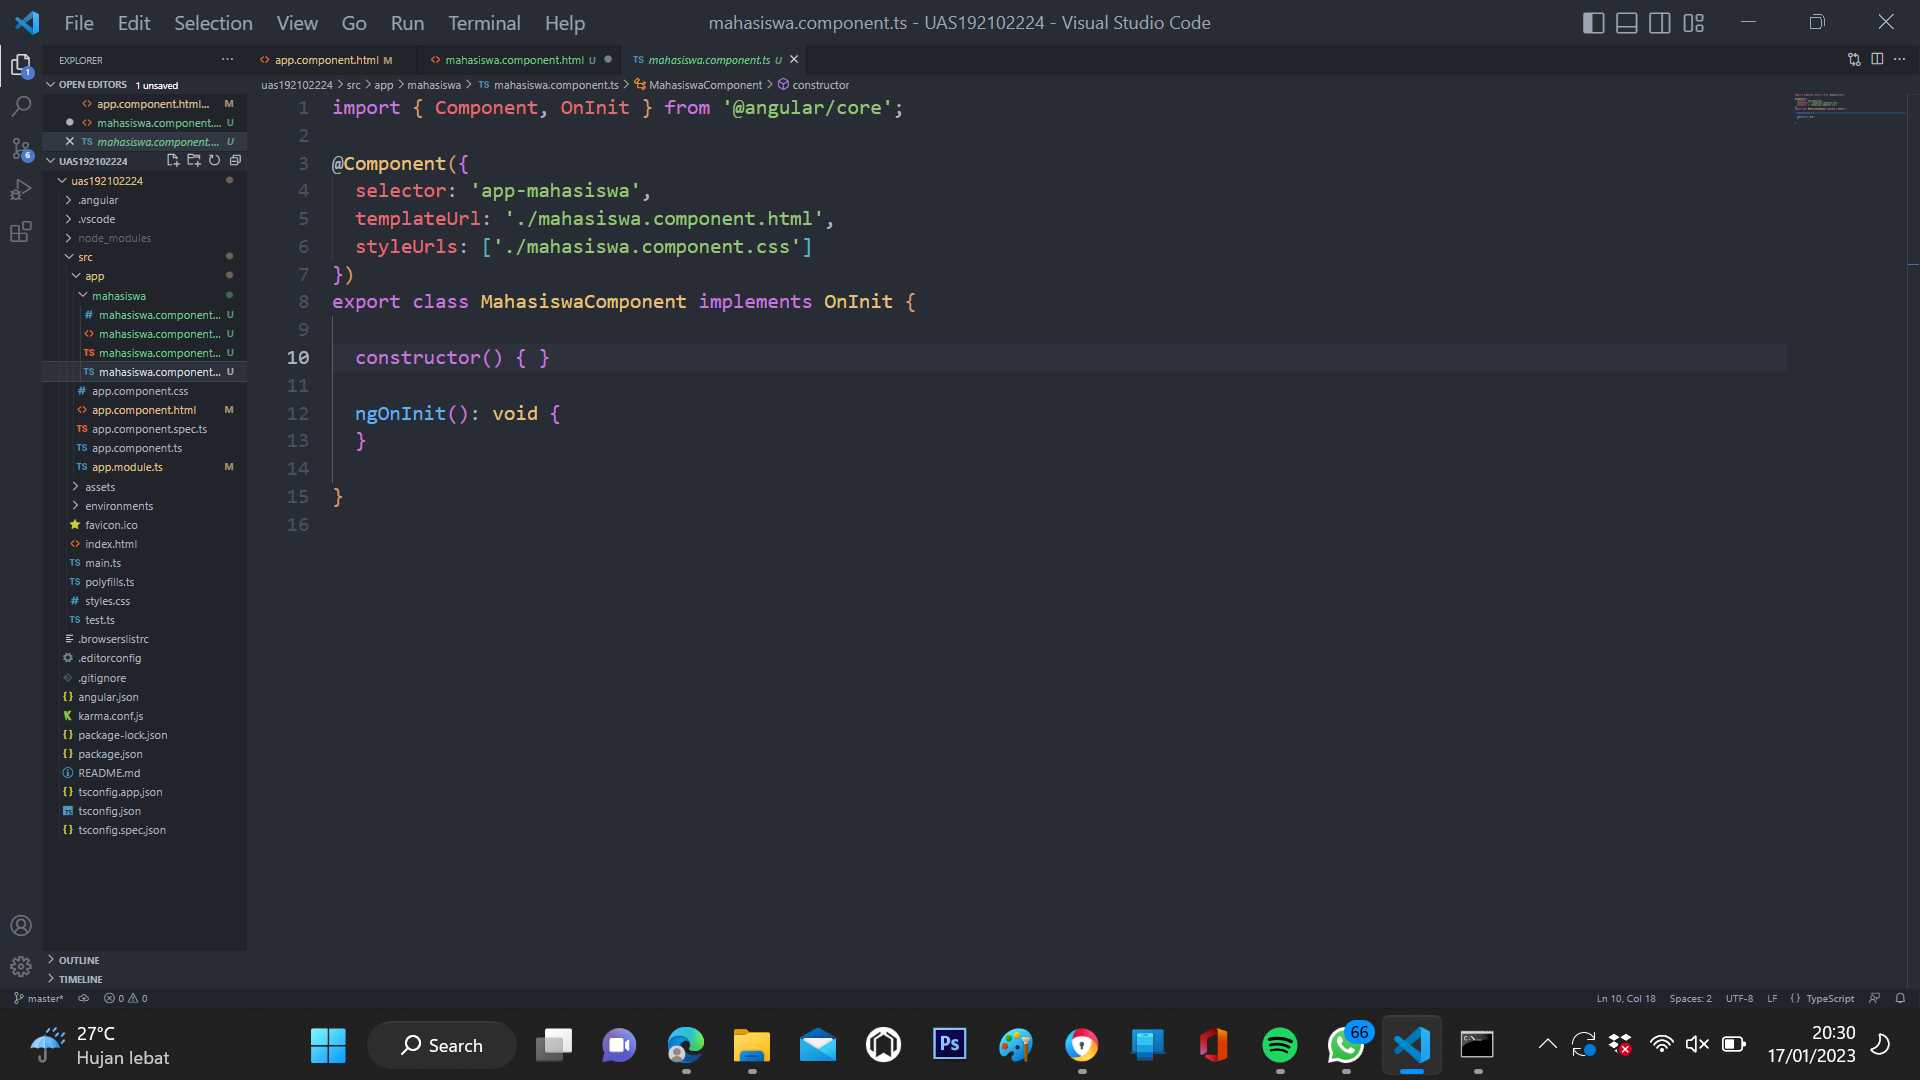 File Edit Selection View Go Run Terminal Help
mahasiswa.component.ts - UAS192102224 - Visual Studio Code
EXPLORER
OPEN EDITORS 1 unsaved
app.component.html... M
mahasiswa.component.... U
mahasiswa.component.... U
UAS192102224
uas192102224
.angular
.vscode
node_modules
src
app
mahasiswa
mahasiswa.component... U
mahasiswa.component... U
mahasiswa.component... U
mahasiswa.component... U
app.component.css
app.component.html M
app.component.spec.ts
app.component.ts
app.module.ts M
assets
environments
favicon.ico
index.html
main.ts
polyfills.ts
styles.css
test.ts
.browserslistrc
.editorconfig
.gitignore
angular.json
karma.conf.js
package-lock.json
package.json
README.md
tsconfig.app.json
tsconfig.json
tsconfig.spec.json
OUTLINE
TIMELINE
app.component.html M
mahasiswa.component.html U
TS mahasiswa.component.ts U
uas192102224 > src > app > mahasiswa > TS mahasiswa.component.ts > MahasiswaComponent > constructor
1 import { Component, OnInit } from '@angular/core';
2
3 @Component({
4 selector: 'app-mahasiswa',
5 templateUrl: './mahasiswa.component.html',
6 styleUrls: ['./mahasiswa.component.css']
7 })
8 export class MahasiswaComponent implements OnInit {
9
10 constructor() { }
11
12 ngOnInit(): void {
13 }
14
15 }
16
master* 0 0
Ln 10, Col 18 Spaces: 2 UTF-8 LF {} TypeScript
27°C
Hujan lebat
Search
Ps
66
20:30
17/01/2023